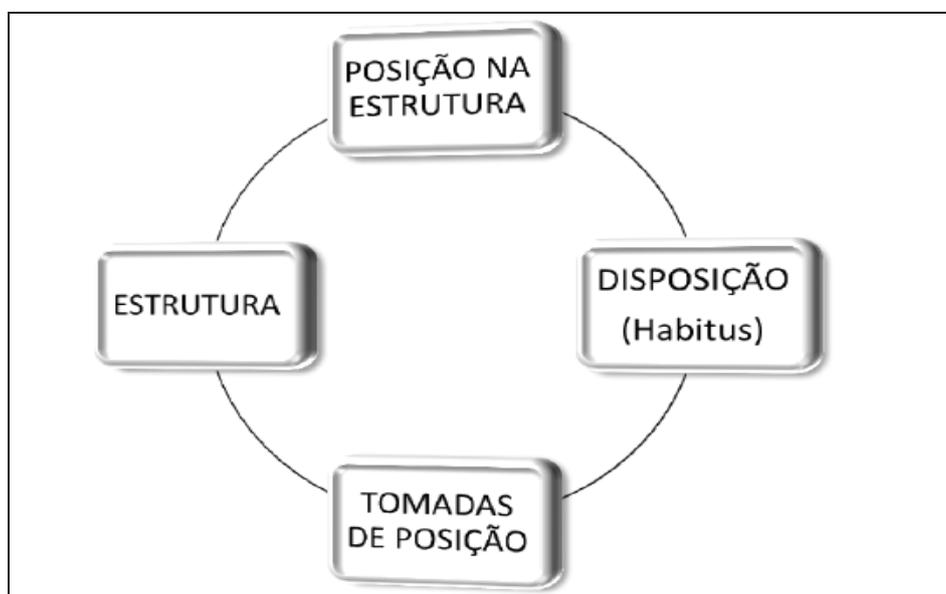 POSIÇÃO NA
ESTRUTURA
ESTRUTURA
DISPOSIÇÃO
(Habitus)
TOMADAS
DE POSIÇÃO